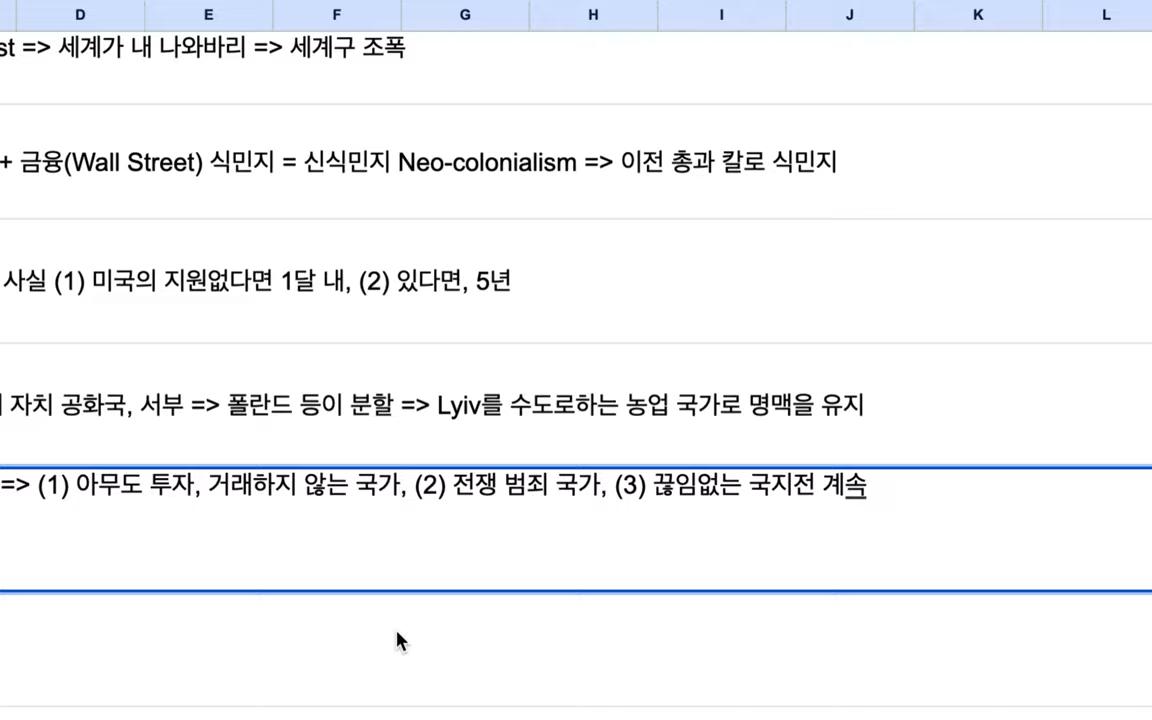 D E F G H I J K L
st => 세계가 내 나와바리 => 세계구 조폭
+ 금융(Wall Street) 식민지 = 신식민지 Neo-colonialism => 이전 총과 칼로 식민지
사실 (1) 미국의 지원없다면 1달 내, (2) 있다면, 5년
자치 공화국, 서부 => 폴란드 등이 분할 => Lyiv를 수도로하는 농업 국가로 명맥을 유지
=> (1) 아무도 투자, 거래하지 않는 국가, (2) 전쟁 범죄 국가, (3) 끊임없는 국지전 계속